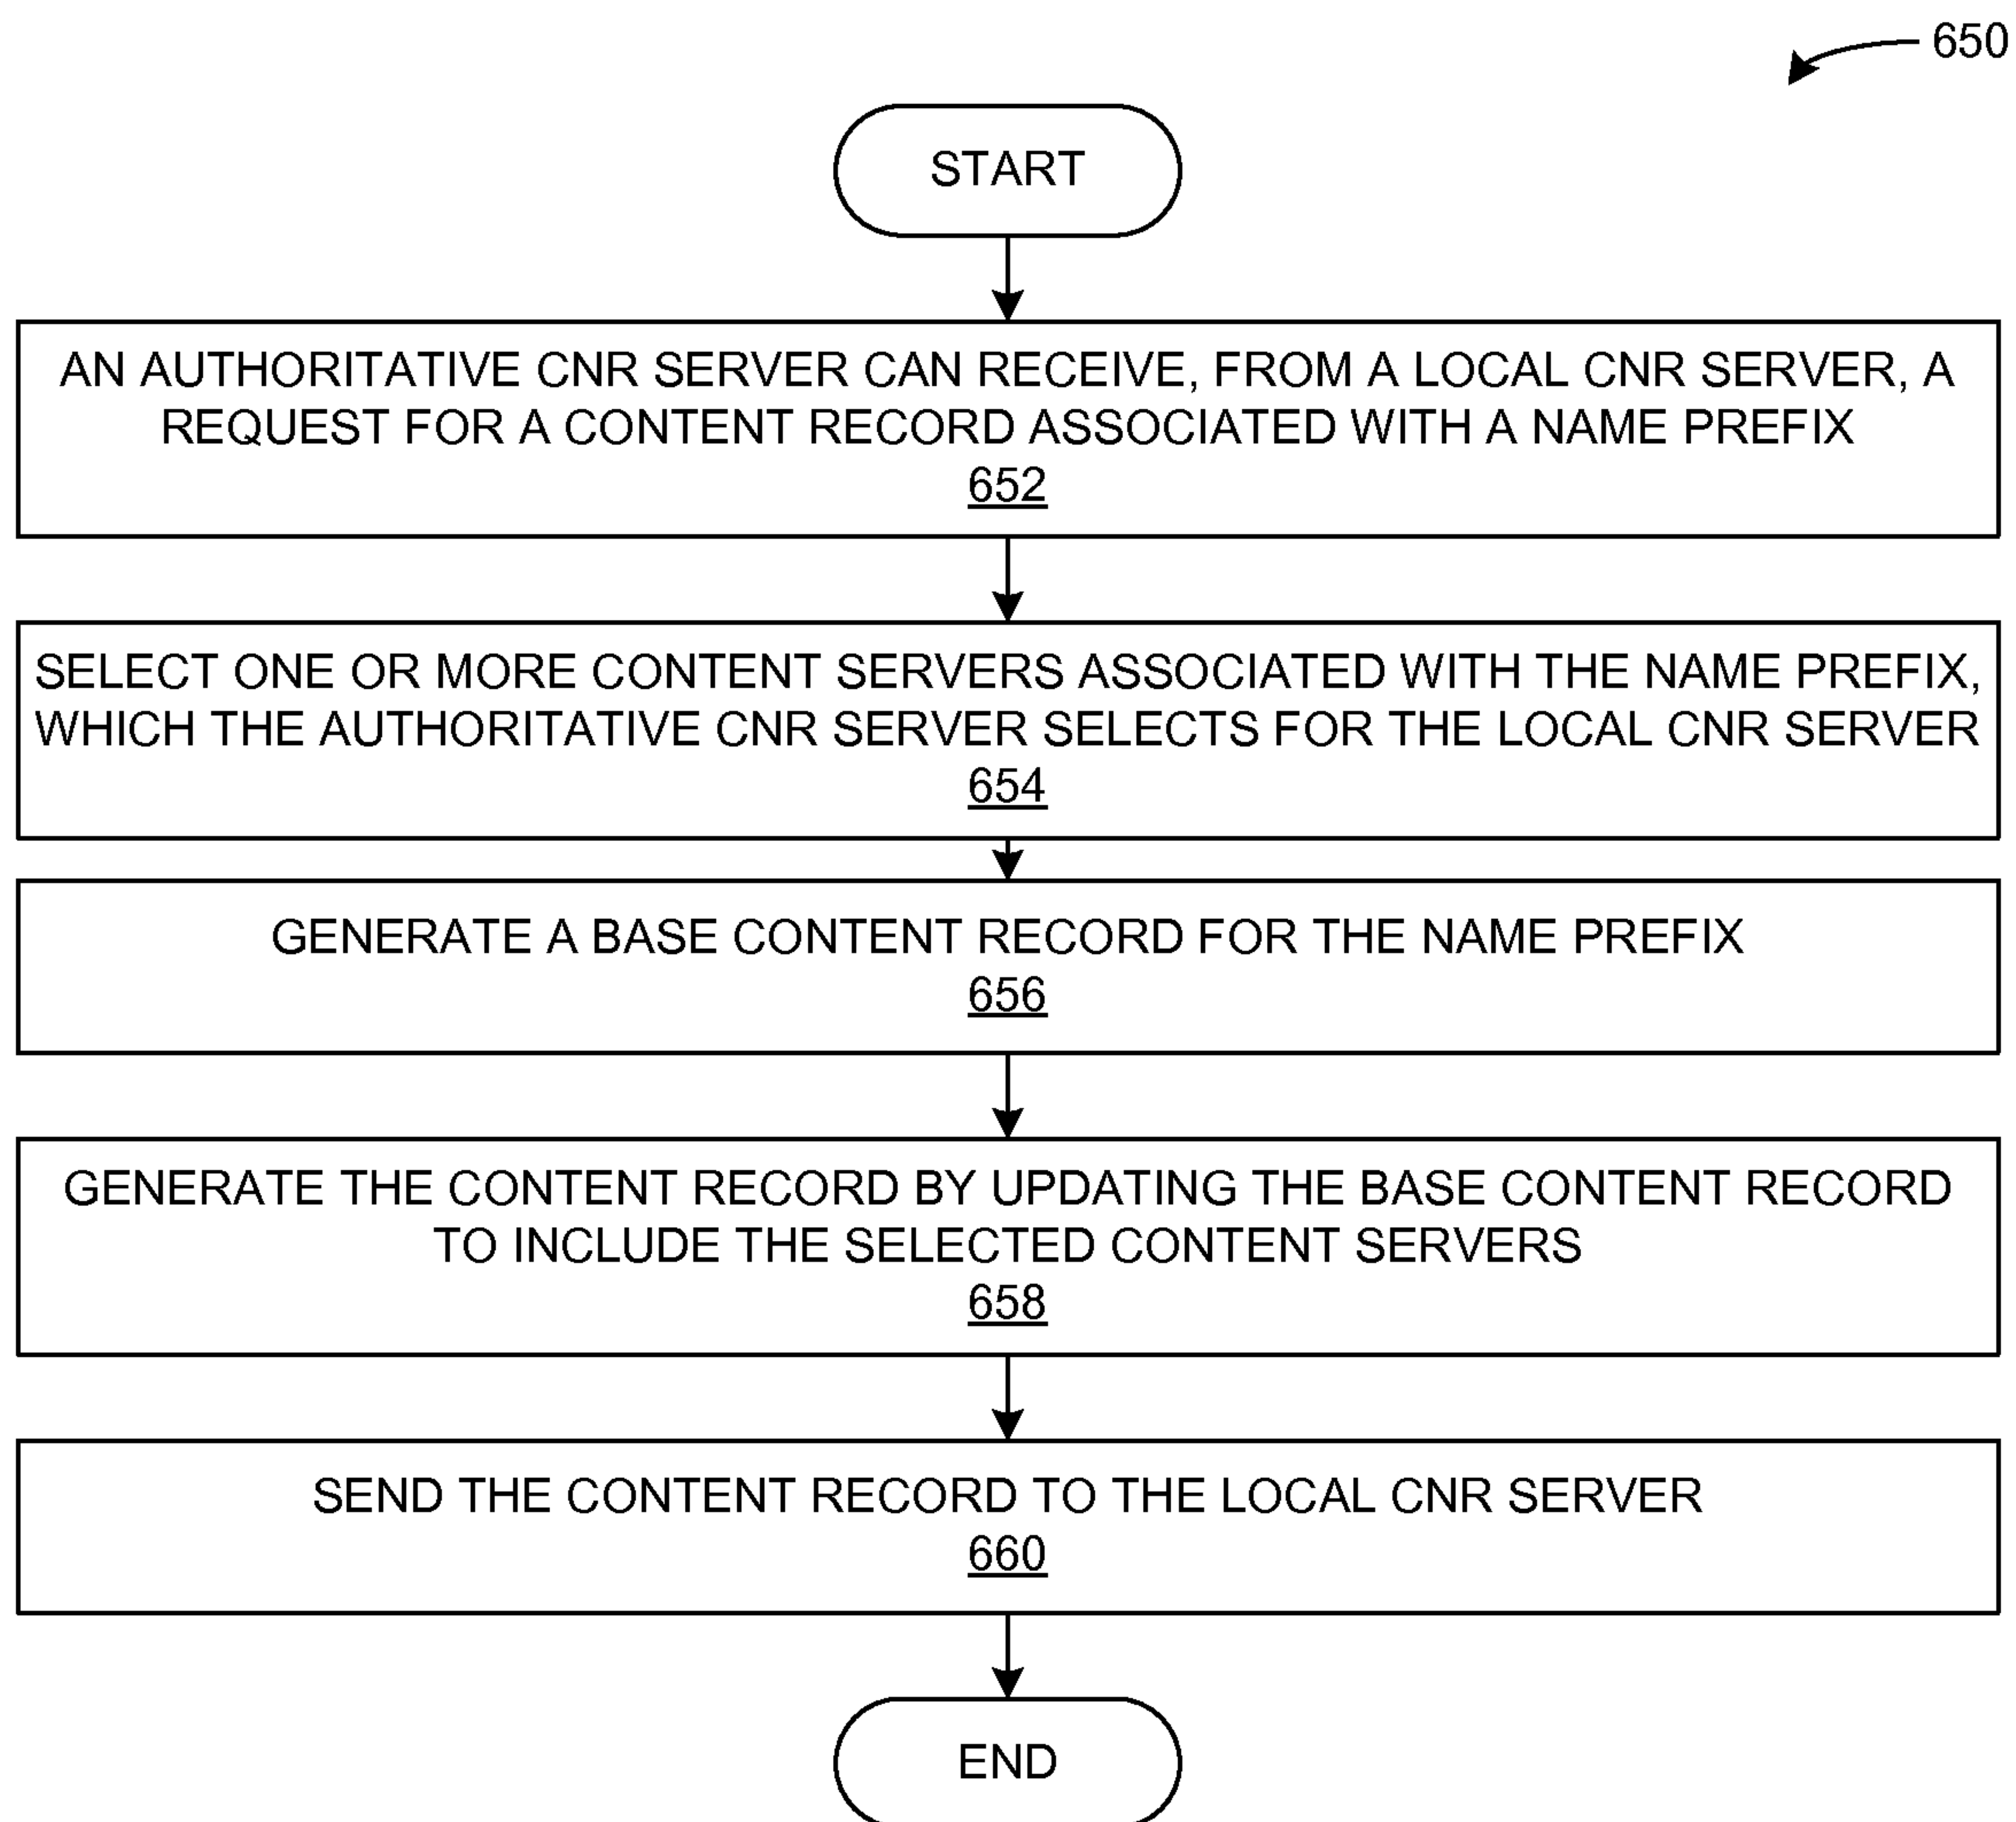 650
START
AN AUTHORITATIVE CNR SERVER CAN RECEIVE, FROM A LOCAL CNR SERVER, A
REQUEST FOR A CONTENT RECORD ASSOCIATED WITH A NAME PREFIX
652
SELECT ONE OR MORE CONTENT SERVERS ASSOCIATED WITH THE NAME PREFIX,
WHICH THE AUTHORITATIVE CNR SERVER SELECTS FOR THE LOCAL CNR SERVER
654
GENERATE A BASE CONTENT RECORD FOR THE NAME PREFIX
656
GENERATE THE CONTENT RECORD BY UPDATING THE BASE CONTENT RECORD
TO INCLUDE THE SELECTED CONTENT SERVERS
658
SEND THE CONTENT RECORD TO THE LOCAL CNR SERVER
660
END